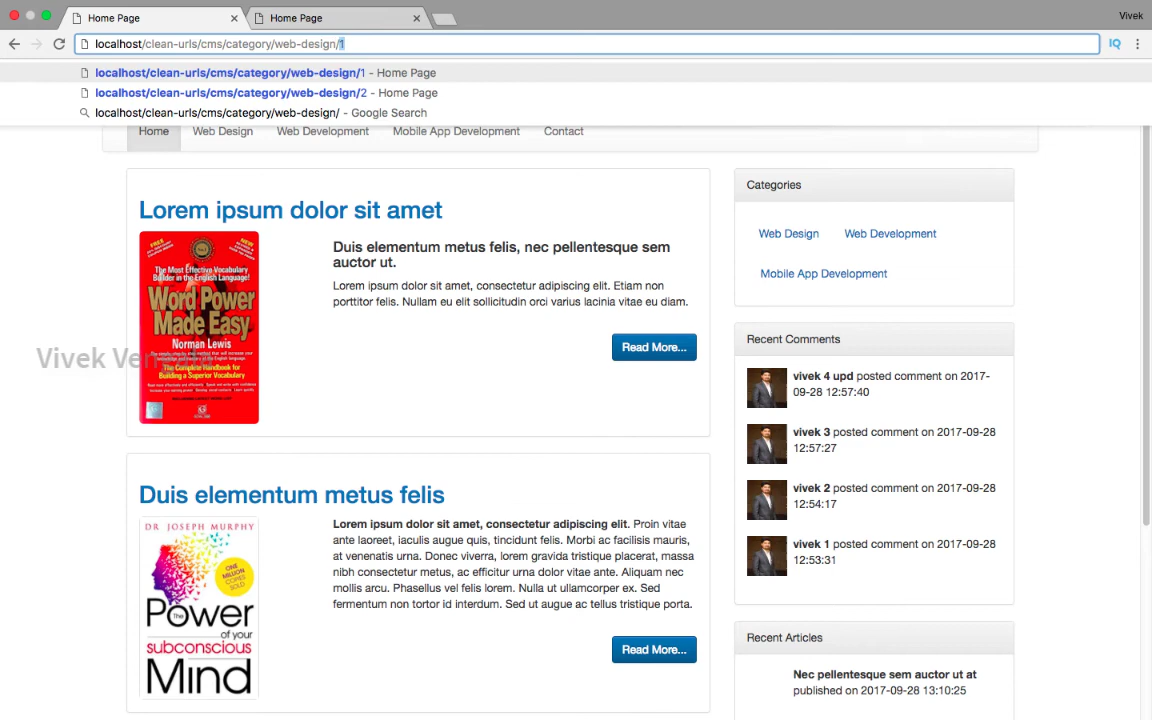 Home Page
Home Page
Vivek
localhost/clean-urls/cms/category/web-design/1
localhost/clean-urls/cms/category/web-design/1 - Home Page
localhost/clean-urls/cms/category/web-design/2 - Home Page
localhost/clean-urls/cms/category/web-design/ - Google Search
Home Web Design Web Development Mobile App Development Contact
Lorem ipsum dolor sit amet
FREE
NEW
The Most Effective Vocabulary
Builder in the English Language!
Word Power
Made Easy
Norman Lewis
The Complete Handbook for
Building a Superior Vocabulary
Duis elementum metus felis, nec pellentesque sem
auctor ut.
Lorem ipsum dolor sit amet, consectetur adipiscing elit. Etiam non
porttitor felis. Nullam eu elit sollicitudin orci varius lacinia vitae eu diam.
Read More...
Vivek
Duis elementum metus felis
DR JOSEPH MURPHY
ONE
MILLION
COPIES
SOLD
The Power
of your
subconscious
Mind
Lorem ipsum dolor sit amet, consectetur adipiscing elit. Proin vitae
ante laoreet, iaculis augue quis, tincidunt felis. Morbi ac facilisis mauris,
at venenatis urna. Donec viverra, lorem gravida tristique placerat, massa
nibh consectetur metus, ac efficitur urna dolor vitae ante. Aliquam nec
mollis arcu. Phasellus vel felis lorem. Nulla ut ullamcorper ex. Sed
fermentum non tortor id interdum. Sed ut augue ac tellus tristique porta.
Read More...
Categories
Web Design Web Development
Mobile App Development
Recent Comments
vivek 4 upd posted comment on 2017-
09-28 12:57:40
vivek 3 posted comment on 2017-09-28
12:57:27
vivek 2 posted comment on 2017-09-28
12:54:17
vivek 1 posted comment on 2017-09-28
12:53:31
Recent Articles
Nec pellentesque sem auctor ut at
published on 2017-09-28 13:10:25
IQ